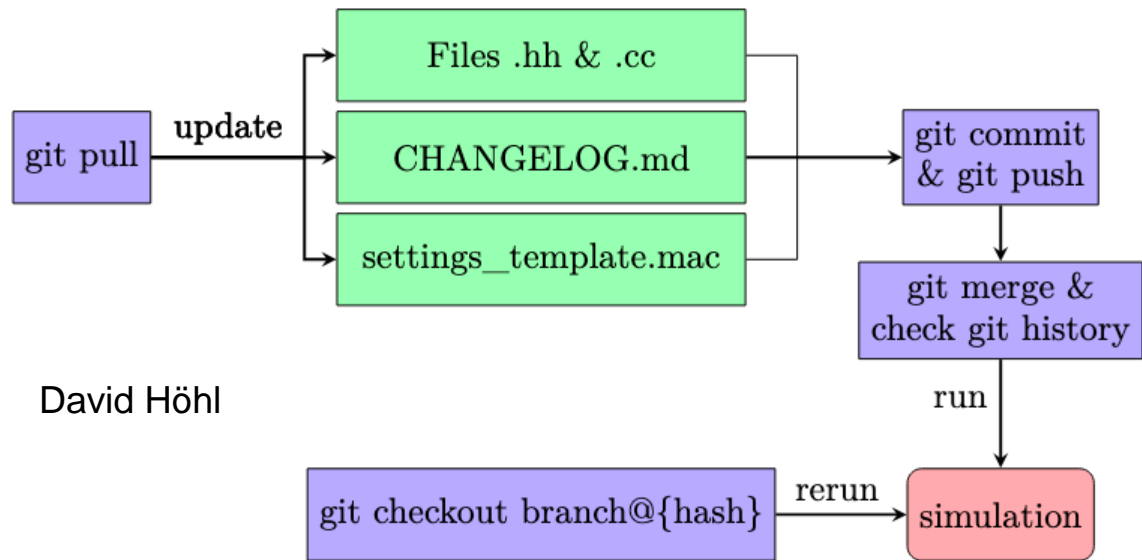 Files .hh & .cc
git pull
update
CHANGELOG.md
git commit
& git push
settings_template.mac
git merge &
check git history
David Höhl
run
git checkout branch@{hash}
rerun
simulation